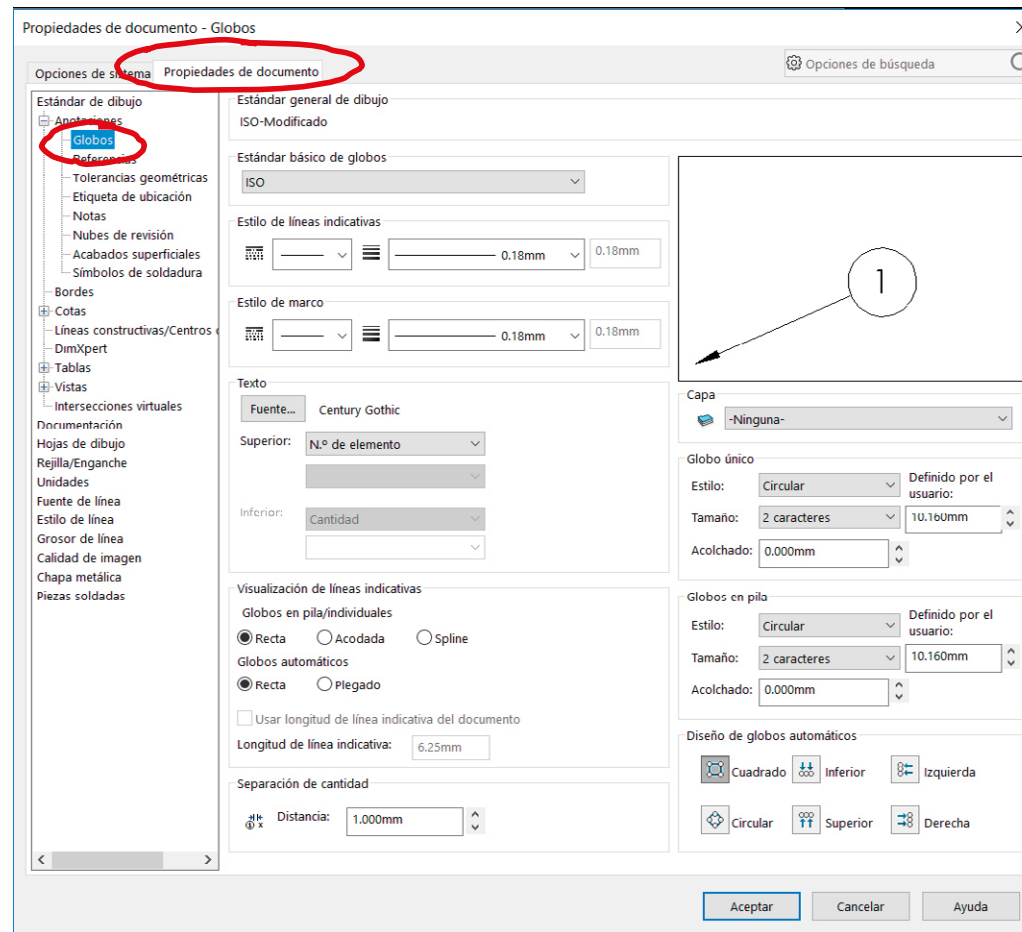 Propiedades de documento - Globos
Opciones de sistema
Propiedades de documento
Opciones de búsqueda
Estándar de dibujo
Anotaciones
Globos
Referencias
Tolerancias geométricas
Etiqueta de ubicación
Notas
Nubes de revisión
Acabados superficiales
Símbolos de soldadura
Bordes
Cotas
Líneas constructivas/Centros
DimXpert
Tablas
Vistas
Intersecciones virtuales
Documentación
Hojas de dibujo
Rejilla/Enganche
Unidades
Fuente de línea
Estilo de línea
Grosor de línea
Calidad de imagen
Chapa metálica
Piezas soldadas
Estándar general de dibujo
ISO-Modificado
Estándar básico de globos
ISO
Estilo de líneas indicativas
0.18mm 0.18mm
Estilo de marco
0.18mm 0.18mm
Texto
Fuente... Century Gothic
Superior: N.º de elemento
Inferior: Cantidad
Visualización de líneas indicativas
Globos en pila/individuales
Recta Acodada Spline
Globos automáticos
Recta Plegado
Usar longitud de línea indicativa del documento
Longitud de línea indicativa: 6.25mm
Separación de cantidad
Distancia: 1.000mm
1
Capa
-Ninguna-
Globo único
Estilo: Circular Definido por el usuario:
Tamaño: 2 caracteres 10.160mm
Acolchado: 0.000mm
Globos en pila
Estilo: Circular Definido por el usuario:
Tamaño: 2 caracteres 10.160mm
Acolchado: 0.000mm
Diseño de globos automáticos
Cuadrado Inferior Izquierda
Circular Superior Derecha
Aceptar Cancelar Ayuda